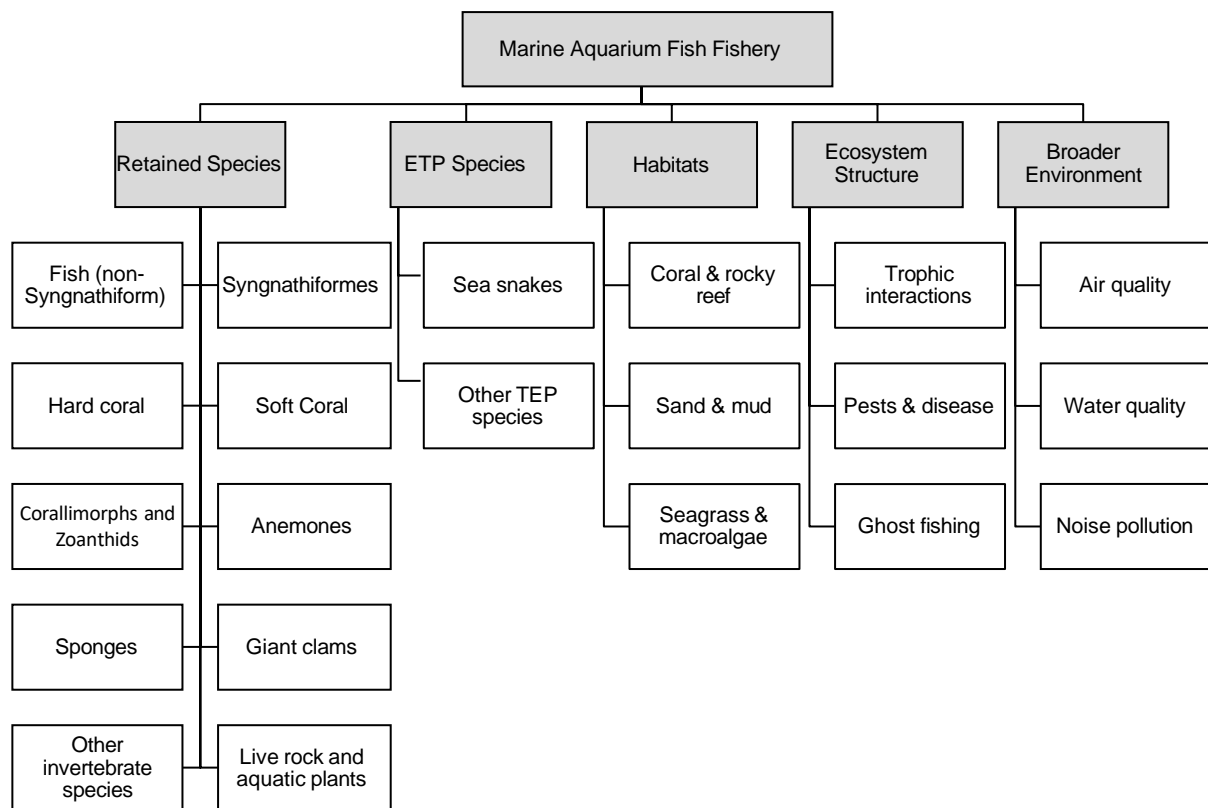 Marine Aquarium Fish Fishery
Retained Species
ETP Species
Habitats
Ecosystem
Structure
Broader
Environment
Fish (non-
Syngnathiform)
Syngnathiformes
Sea snakes
Coral & rocky
reef
Trophic
interactions
Air quality
Hard coral
Soft Coral
Other TEP
species
Sand & mud
Pests & disease
Water quality
Corallimorphs and
Zoanthids
Anemones
Seagrass &
macroalgae
Ghost fishing
Noise pollution
Sponges
Giant clams
Other
invertebrate
species
Live rock and
aquatic plants